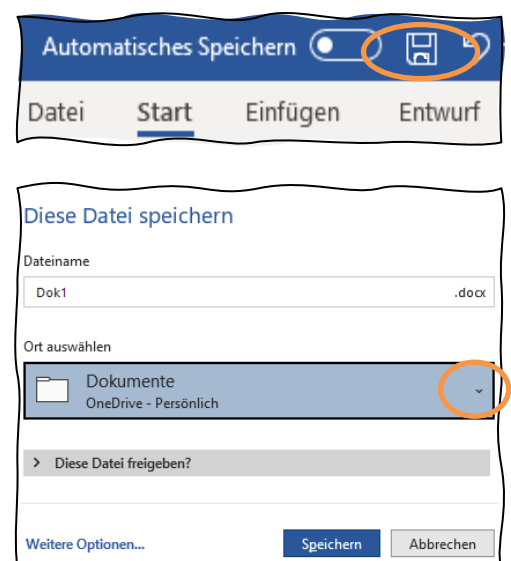 Automatisches Speichern
Datei Start Einfügen Entwurf
Diese Datei speichern
Dateiname
Dok1 .docx
Ort auswählen
Dokumente
OneDrive - Persönlich
> Diese Datei freigeben?
Weitere Optionen... Speichern Abbrechen